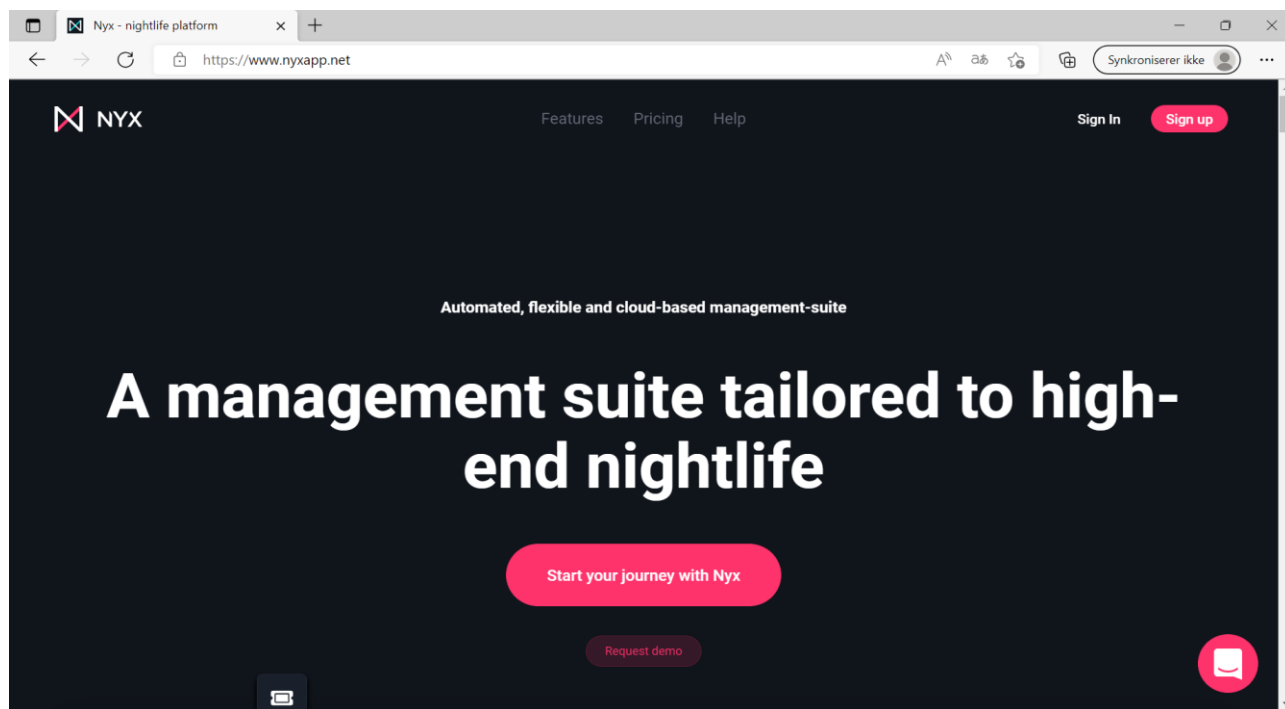 Nyx - nightlife platform
https://www.nyxapp.net
Synkroniserer ikke
NYX
Features Pricing Help
Sign In
Sign up
Automated, flexible and cloud-based management-suite
A management suite tailored to high-
end nightlife
Start your journey with Nyx
Request demo